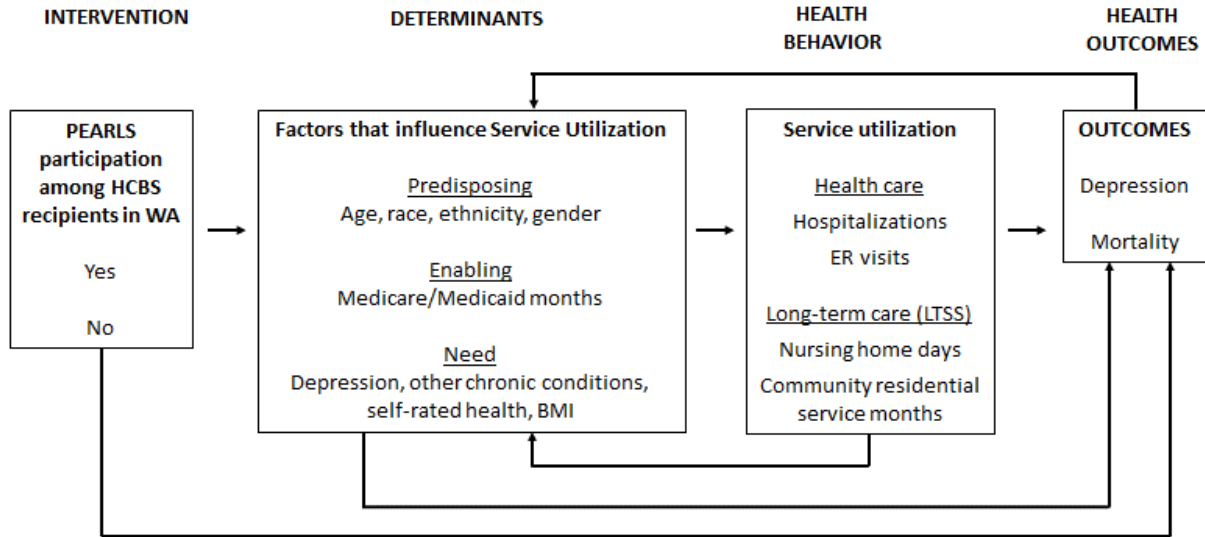 INTERVENTION
DETERMINANTS
HEALTH
BEHAVIOR
HEALTH
OUTCOMES
PEARLS
participation
among HCBS
recipients in WA
Yes
No
Factors that influence Service Utilization
Predisposing
Age, race, ethnicity, gender
Enabling
Medicare/Medicaid months
Need
Depression, other chronic conditions,
self-rated health, BMI
Service utilization
Health care
Hospitalizations
ER visits
Long-term care (LTSS)
Nursing home days
Community residential
service months
OUTCOMES
Depression
Mortality